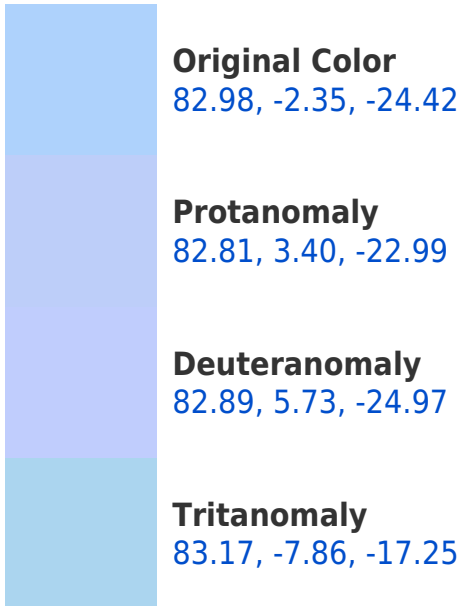 Original Color
82.98, -2.35, -24.42
Protanomaly
82.81, 3.40, -22.99
Deuteranomaly
82.89, 5.73, -24.97
Tritanomaly
83.17, -7.86, -17.25